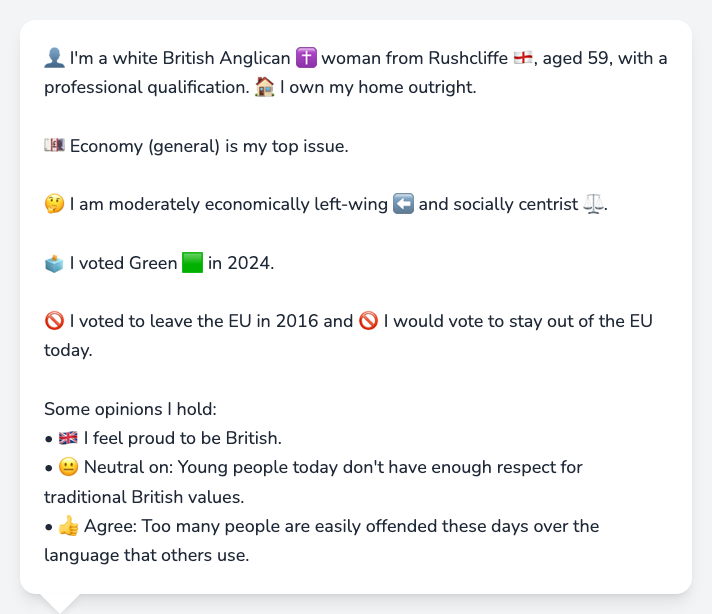 👤 I'm a white British Anglican ✝️ woman from Rushcliffe 🏴󠁧󠁢󠁥󠁮󠁧󠁿, aged 59, with a
professional qualification. 🏠 I own my home outright.
💷 Economy (general) is my top issue.
🤔 I am moderately economically left-wing ⬅️ and socially centrist ⚖️.
🗳️ I voted Green 🟩 in 2024.
🚫 I voted to leave the EU in 2016 and 🚫 I would vote to stay out of the EU
today.
Some opinions I hold:
• 🇬🇧 I feel proud to be British.
• 😐 Neutral on: Young people today don't have enough respect for
traditional British values.
• 👍 Agree: Too many people are easily offended these days over the
language that others use.